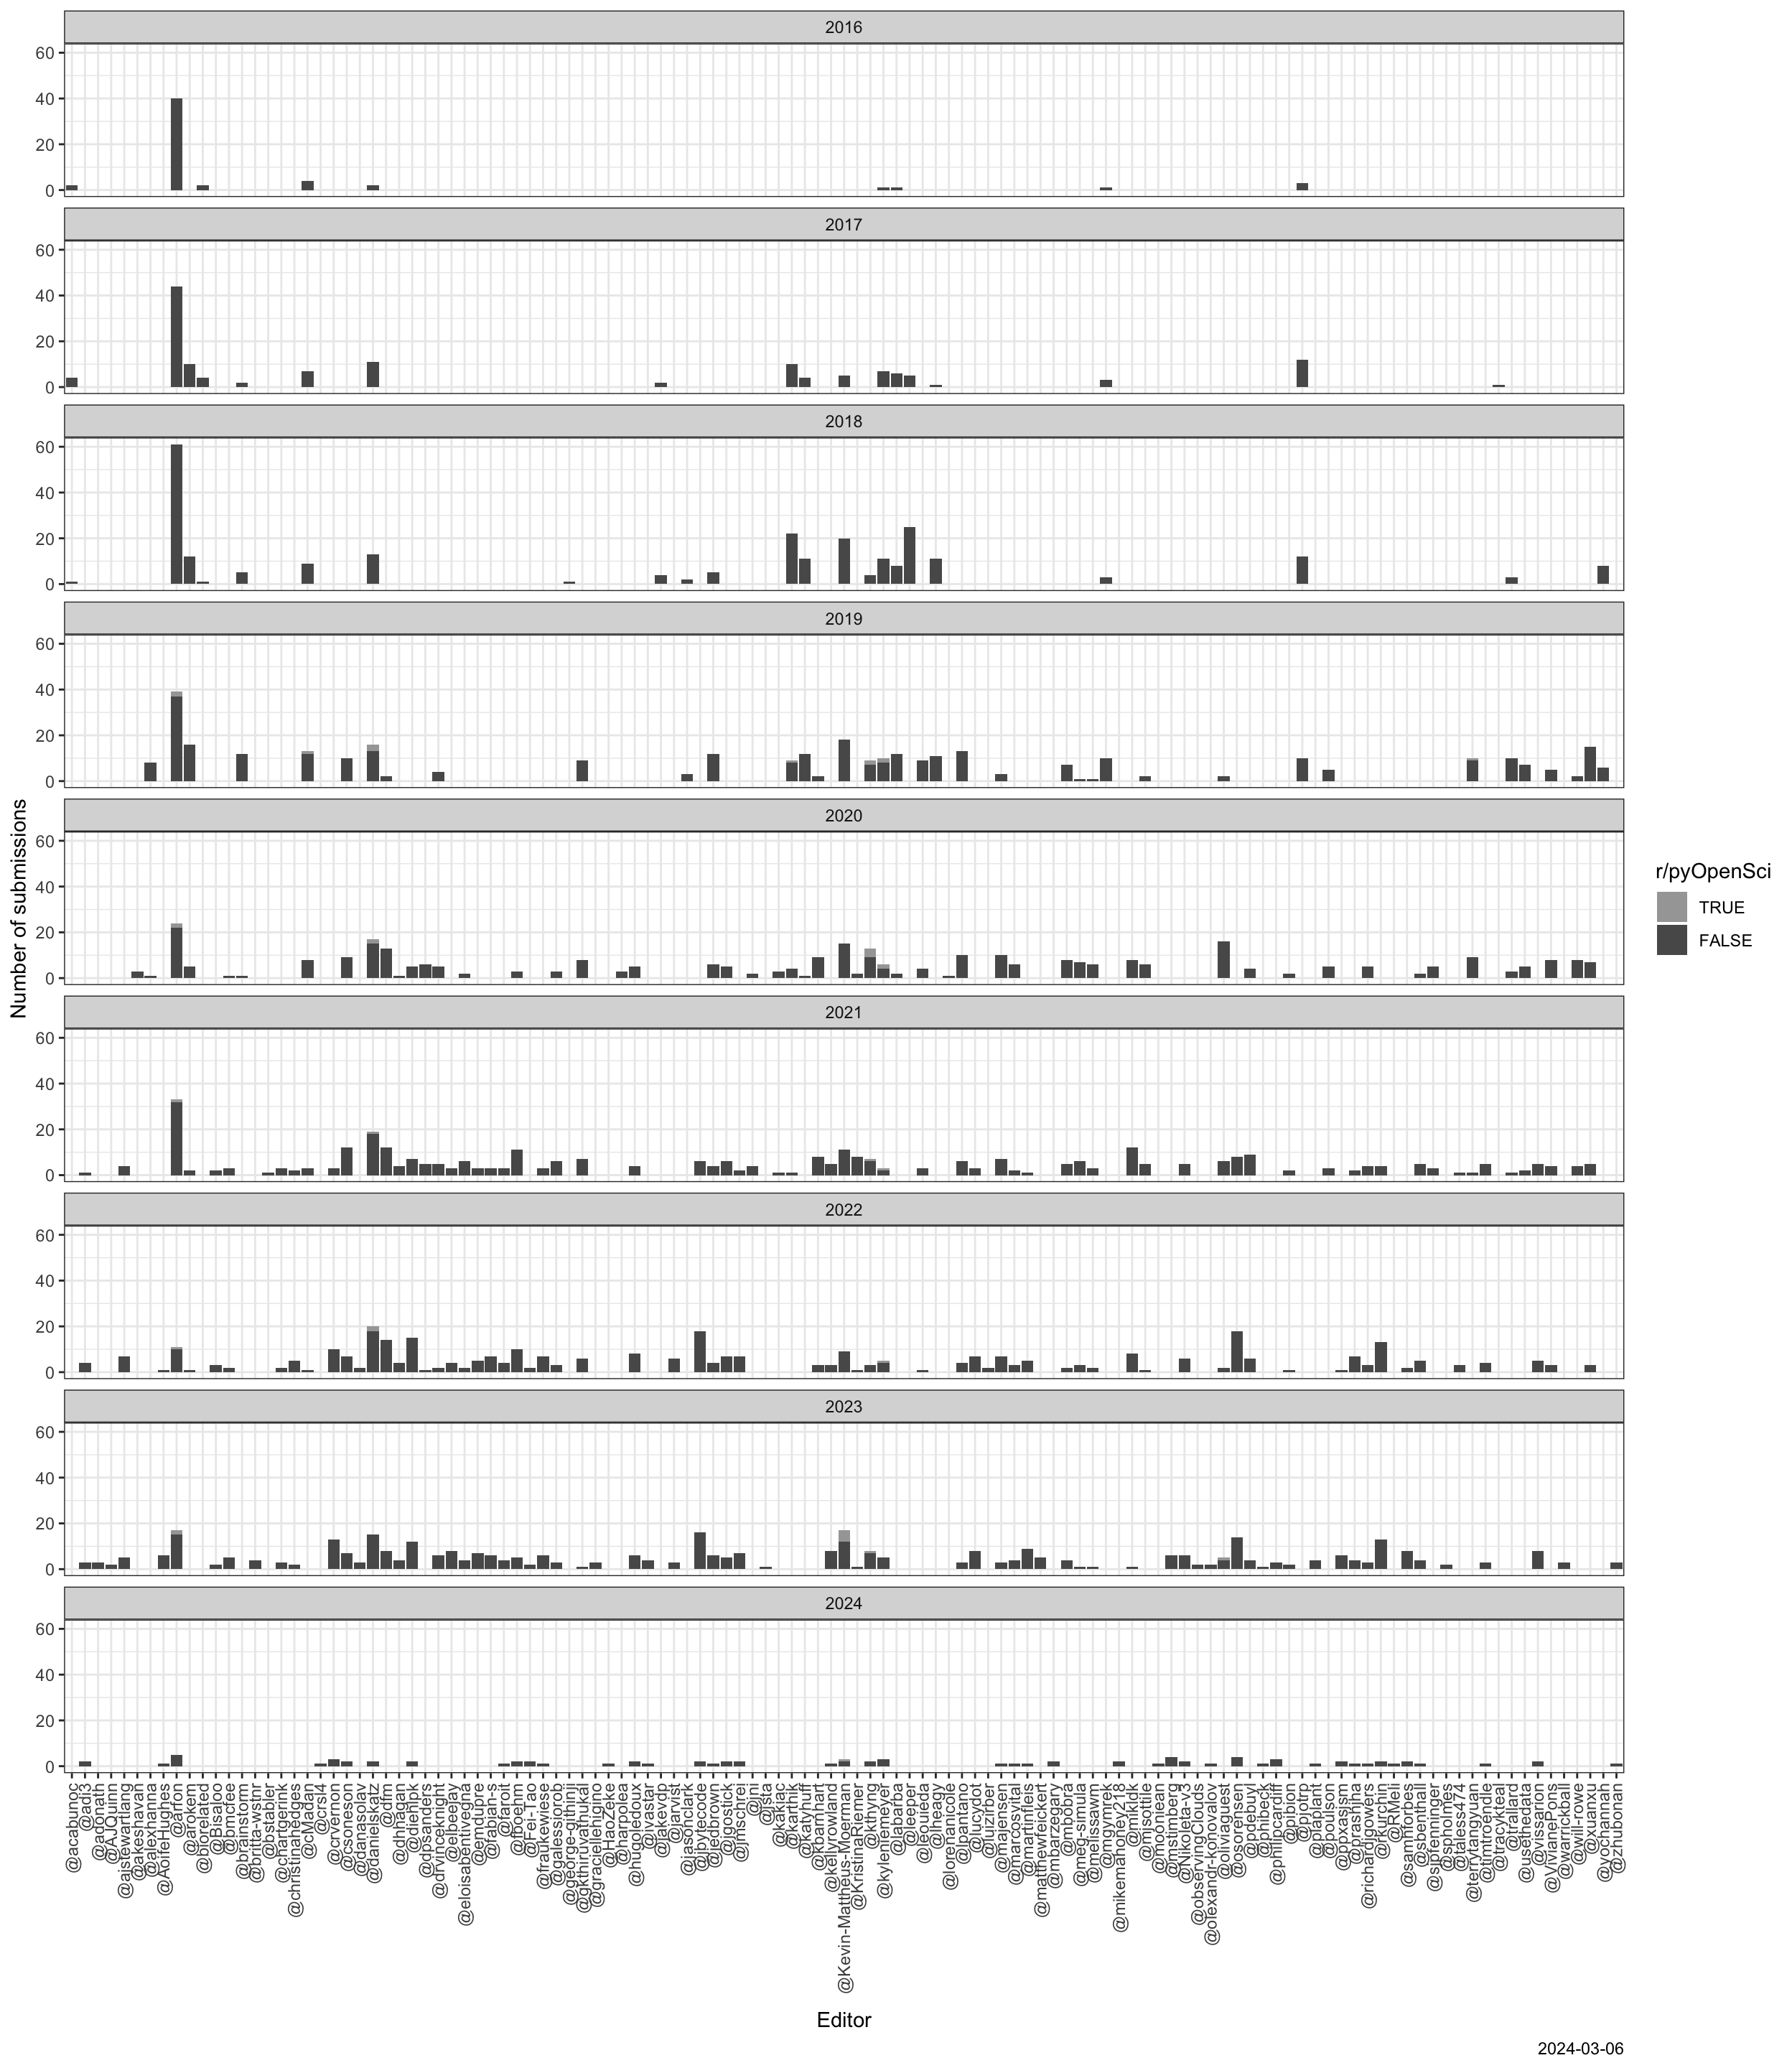 2016
60
40
20
0
2017
60
40
20
0
2018
60
40
20
0
2019
60
40
20
0
2020
60
40
20
0
2021
60
40
20
0
2022
60
40
20
0
2023
60
40
20
0
2024
60
40
20
0
Number of submissions
@acabunoc
@adi3
@adonath
@AJQuinn
@ajstewartlang
@akeshavan
@alexhanna
@AoifeHughes
@arfon
@arokem
@biorelated
@Bisaloo
@bmcfee
@brainstorm
@britta-wstnr
@bstabler
@chartgerink
@christinahedges
@cMadan
@crsl4
@crvernon
@csoneson
@danasolav
@danielskatz
@dfm
@dhhagan
@diehlpk
@dpsanders
@drvinceknight
@elbeejay
@eloisabentivegna
@emdupre
@fabian-s
@faroit
@fboehm
@Fei-Tao
@fraukewiese
@galessiorob
@george-githinji
@gkthiruvathukal
@graciellehigino
@HaoZeke
@harpolea
@hugoledoux
@ivastar
@jakevdp
@jarvist
@jasonclark
@jbytecode
@jedbrown
@jgostick
@jmschrei
@jni
@jsta
@kakiac
@karthik
@katyhuff
@kbarnhart
@kellyrowland
@Kevin-Mattheus-Moerman
@KristinaRiemer
@kthyng
@kyleniemeyer
@labarba
@leeper
@leouieda
@lheagy
@lorenanicole
@lpantano
@lucydot
@luizirber
@majensen
@marcosvital
@martinfleis
@matthewfeickert
@mbarzegary
@mbobra
@meg-simula
@melissawm
@mgymrek
@mikemahoney218
@mjsottile
@mooniean
@mstimberg
@Nikoleta-v3
@observingClouds
@olexandr-konovalov
@oliviaguest
@osorensen
@pdebuyl
@phibeck
@philipcardiff
@pibion
@pjotrp
@plaplant
@poulson
@ppxasjsm
@prashjha
@richardjgowers
@rkurchin
@RMeli
@samhforbes
@sbenthall
@sjpfenninger
@spholmes
@taless474
@terrytangyuan
@timtroendle
@tracykteal
@trallard
@usethedata
@vissarion
@VivianePons
@warrickball
@will-rowe
@xuanxu
@yochannah
@zhubonan
Editor
r/pyOpenSci
TRUE
FALSE
2024-03-06